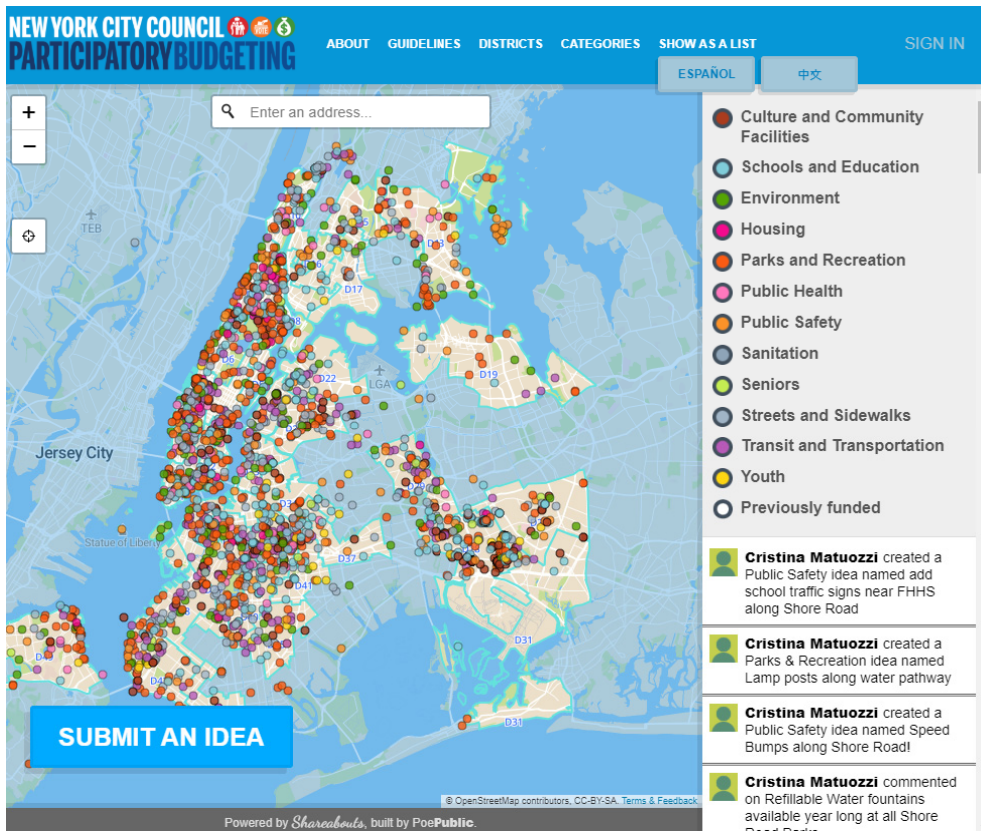 NEW YORK CITY COUNCIL
PARTICIPATORY BUDGETING
ABOUT GUIDELINES DISTRICTS CATEGORIES SHOW AS A LIST
SIGN IN
ESPAÑOL 中文
+
−
Enter an address...
TEB
D13
D17
D8
D6
D22
LGA
D19
Jersey City
Statue of Liberty
D37
D41
D31
D31
SUBMIT AN IDEA
© OpenStreetMap contributors, CC-BY-SA. Terms & Feedback
Powered by Shareabouts, built by PoePublic.
Culture and Community
Facilities
Schools and Education
Environment
Housing
Parks and Recreation
Public Health
Public Safety
Sanitation
Seniors
Streets and Sidewalks
Transit and Transportation
Youth
Previously funded
Cristina Matuozzi created a
Public Safety idea named add
school traffic signs near FHHS
along Shore Road
Cristina Matuozzi created a
Parks & Recreation idea named
Lamp posts along water pathway
Cristina Matuozzi created a
Public Safety idea named Speed
Bumps along Shore Road!
Cristina Matuozzi commented
on Refillable Water fountains
available year long at all Shore
Road Parks